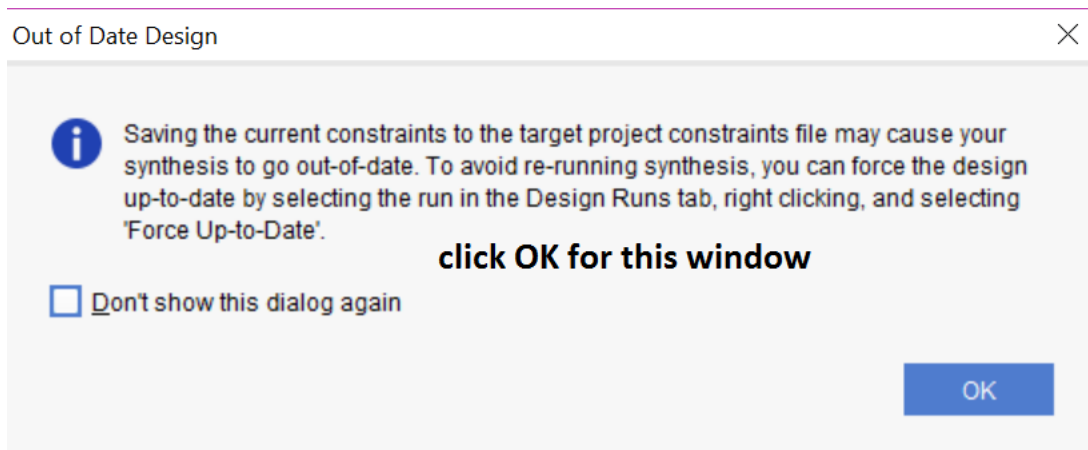 Out of Date Design
Saving the current constraints to the target project constraints file may cause your
synthesis to go out-of-date. To avoid re-running synthesis, you can force the design
up-to-date by selecting the run in the Design Runs tab, right clicking, and selecting
'Force Up-to-Date'.
click OK for this window
Don't show this dialog again
OK